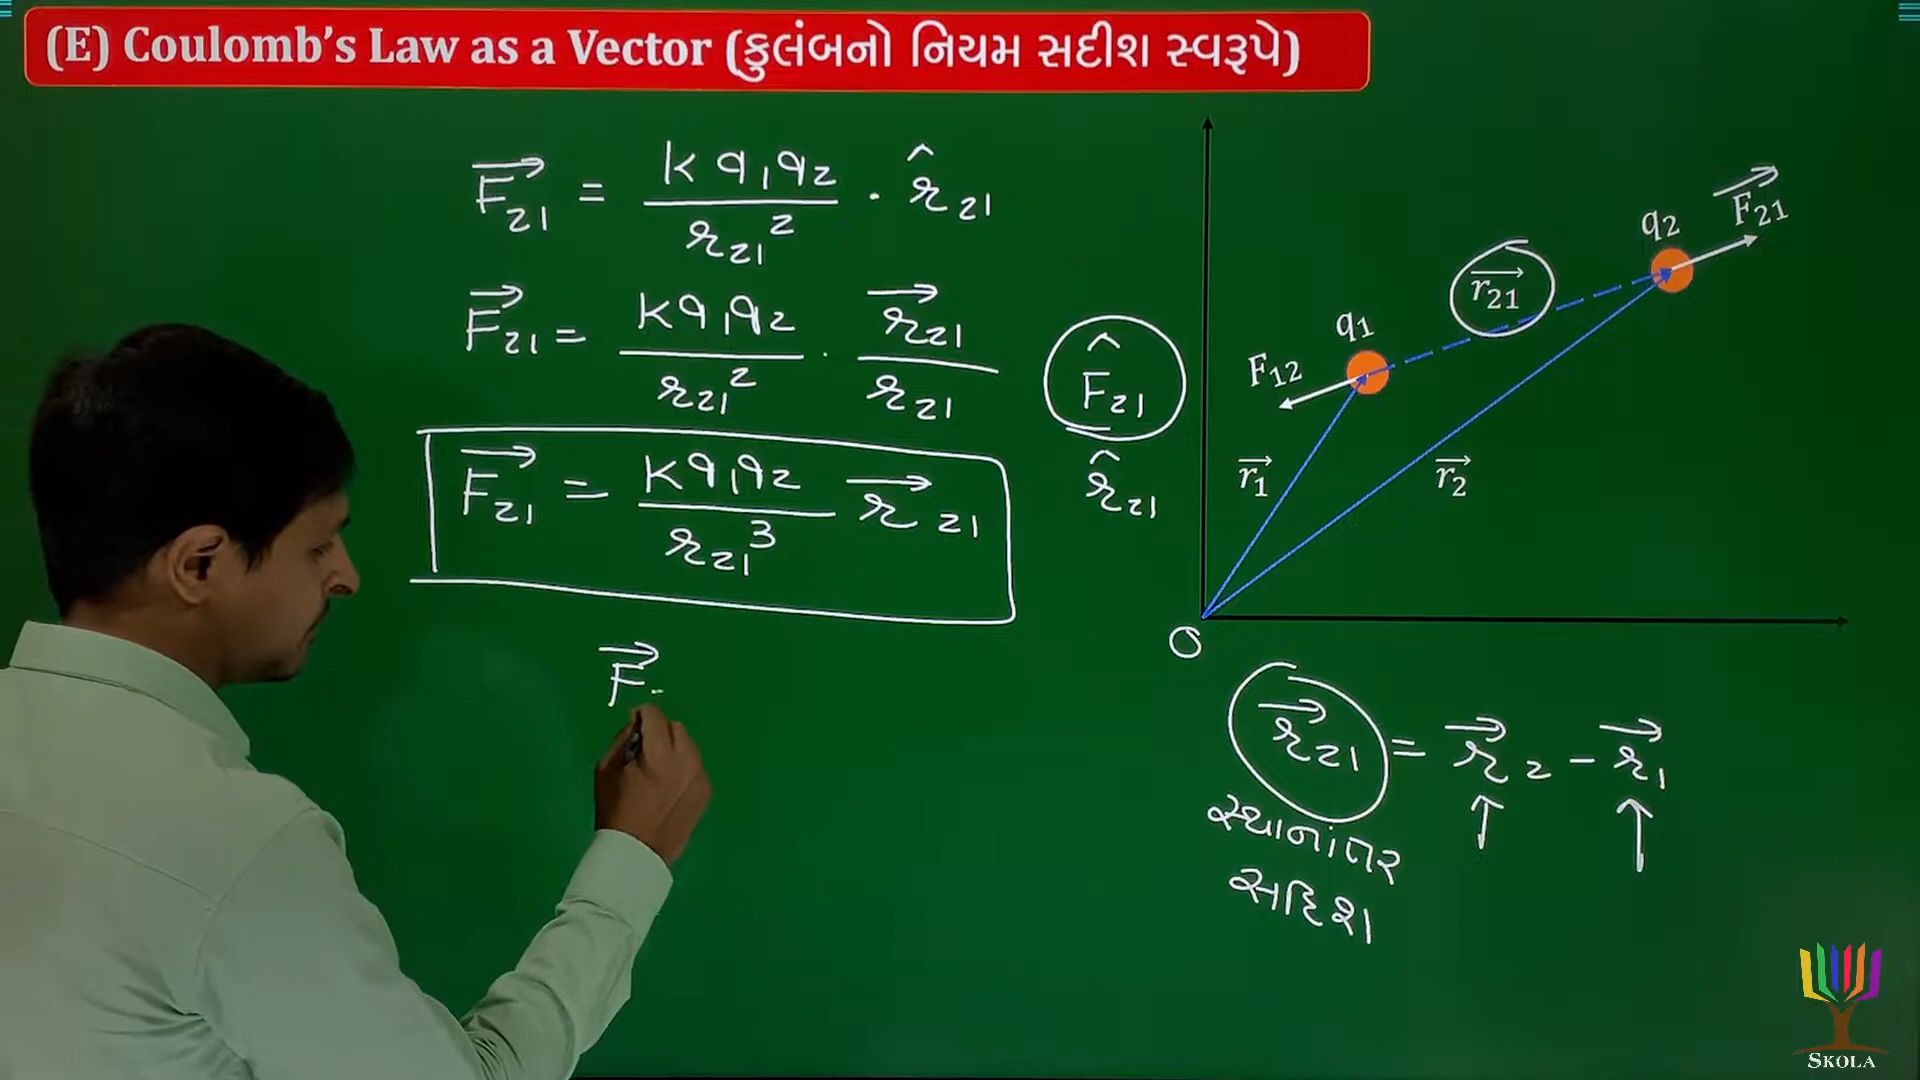 (E) Coulomb's Law as a Vector (કુલંબનો નિયમ સદીશ સ્વરૂપે)
F₂₁ = K q₁q₂ / r₂₁² · r̂₂₁
F₂₁ = Kq₁q₂ / r₂₁² · r₂₁ / r₂₁
F₂₁ = Kq₁q₂ / r₂₁³ r₂₁
F
F̂₂₁
r̂₂₁
q₂
F₂₁
r₂₁
q₁
F₁₂
r₁
r₂
O
r₂₁ = r₂ - r₁
સ્થાનાંતર
સદિશ
SKOLA